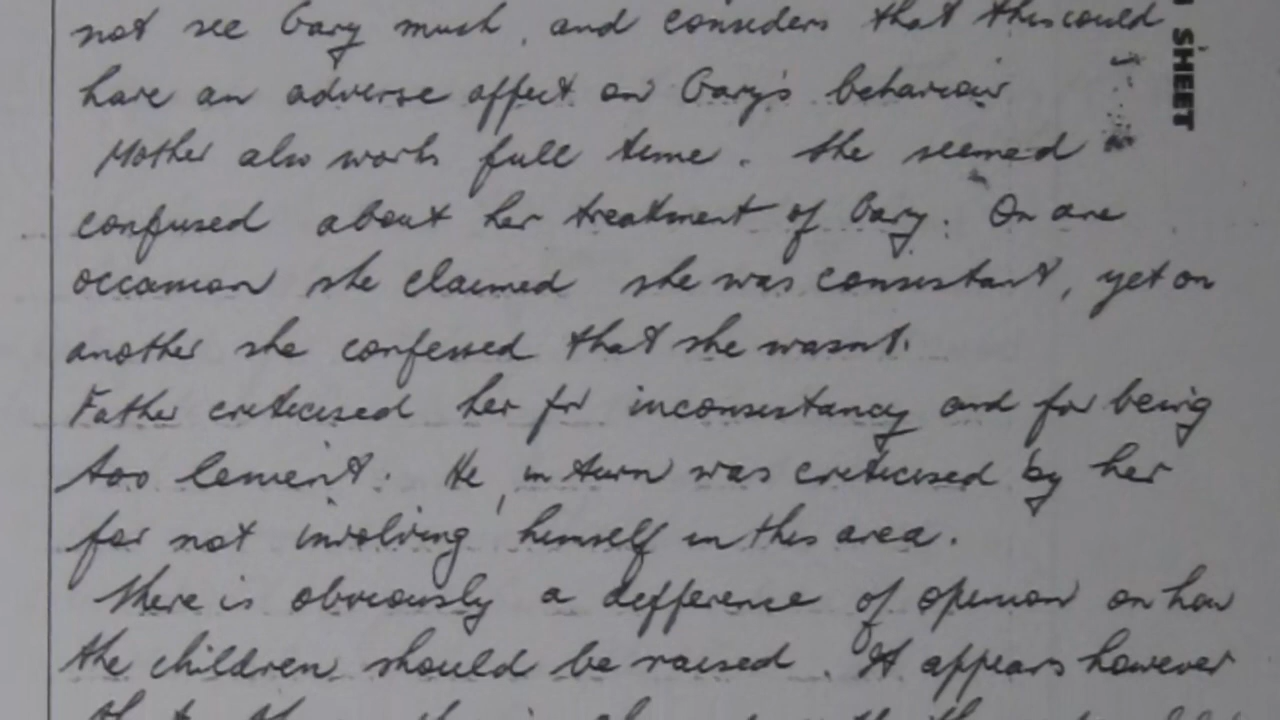 not see Gary much, and considers that this could
have an adverse affect on Gary's behaviour
Mother also works full time. She seemed
confused about her treatment of Gary. On one
occasion she claimed she was consistant, yet on
another she confessed that she wasnt.
Father criticised her for inconsistancy and for being
too lenient. He, in turn was criticised by her
for not involving himself in this area.
There is obviously a difference of opinion on how
the children should be raised. It appears however
SHEET